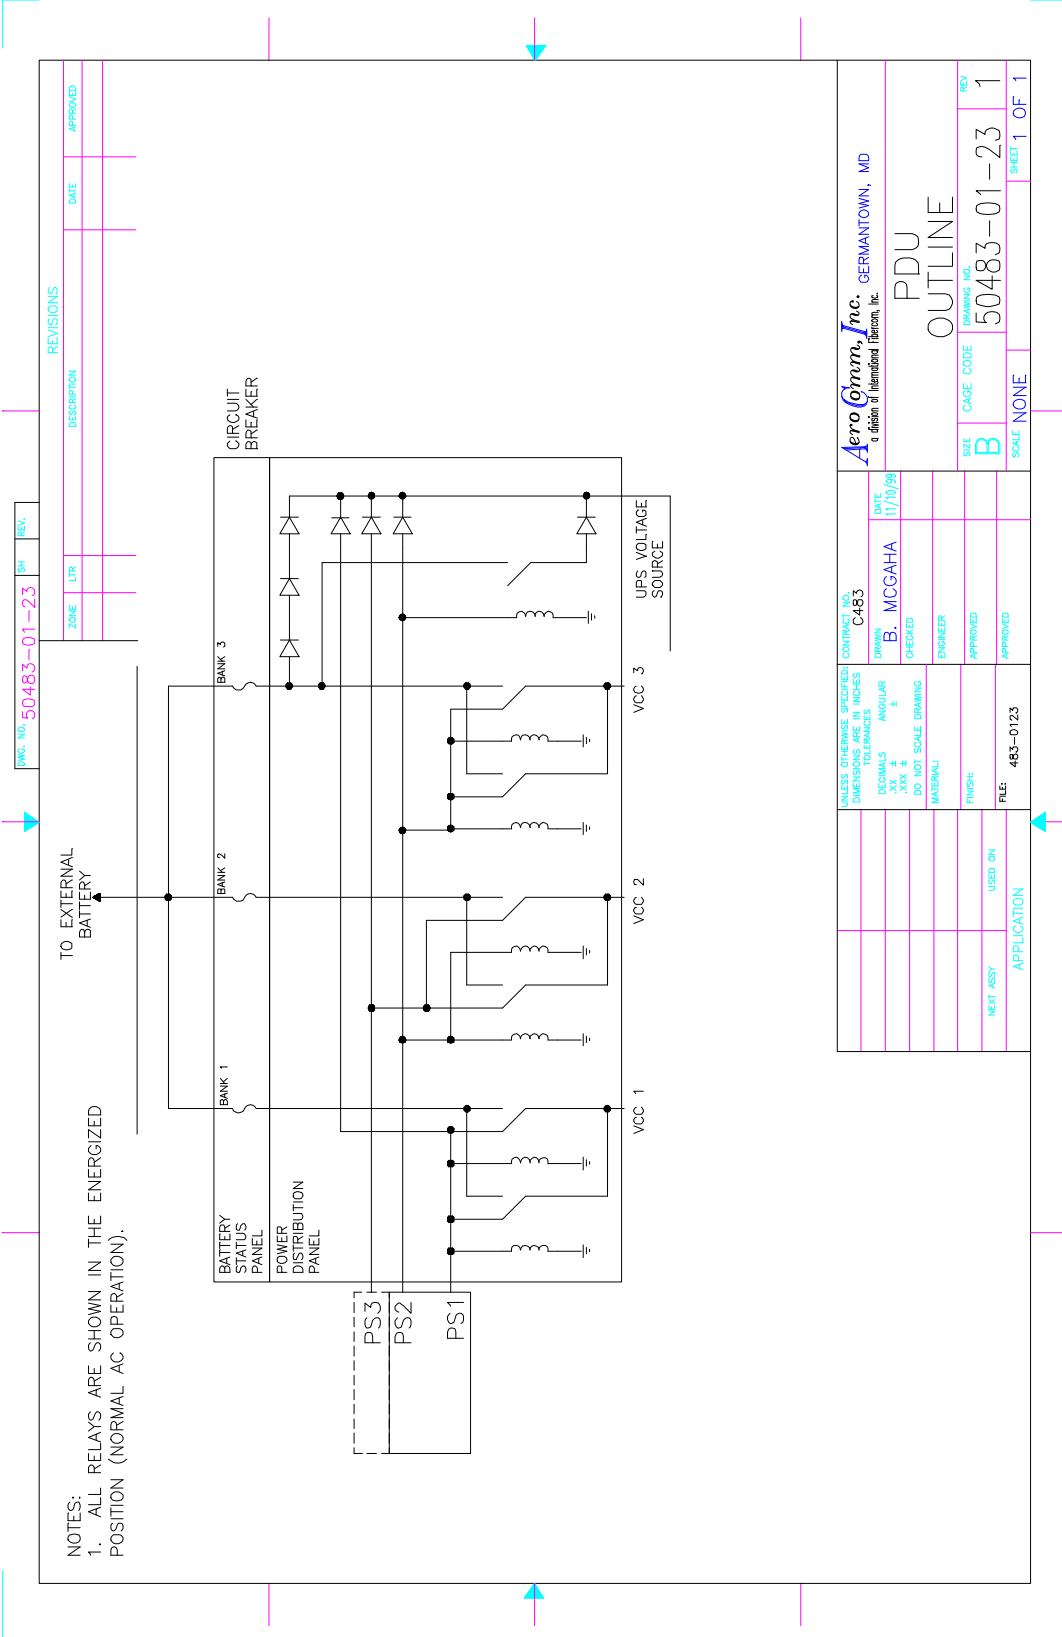 NOTES:
1. ALL RELAYS ARE SHOWN IN THE ENERGIZED
POSITION (NORMAL AC OPERATION).
TO EXTERNAL
BATTERY
DWG. NO. 50483-01-23 SH REV.
REVISIONS
ZONE LTR DESCRIPTION DATE APPROVED
BATTERY
STATUS
PANEL
BANK 1
BANK 2
BANK 3
CIRCUIT
BREAKER
POWER
DISTRIBUTION
PANEL
PS3
PS2
PS1
VCC 1
VCC 2
VCC 3
UPS VOLTAGE
SOURCE
NEXT ASSY USED ON
APPLICATION
UNLESS OTHERWISE SPECIFIED:
DIMENSIONS ARE IN INCHES
TOLERANCES
DECIMALS ANGULAR
.XX ± ±
.XXX ±
DO NOT SCALE DRAWING
MATERIAL:
FINISH:
FILE: 483-0123
CONTRACT NO.
C483
DRAWN DATE
B. MCGAHA 11/10/99
CHECKED
ENGINEER
APPROVED
APPROVED
AeroComm, Inc. GERMANTOWN, MD
a division of International Fibercom, Inc.
PDU
OUTLINE
SIZE CAGE CODE DRAWING NO. REV
B 50483-01-23 1
SCALE NONE SHEET 1 OF 1